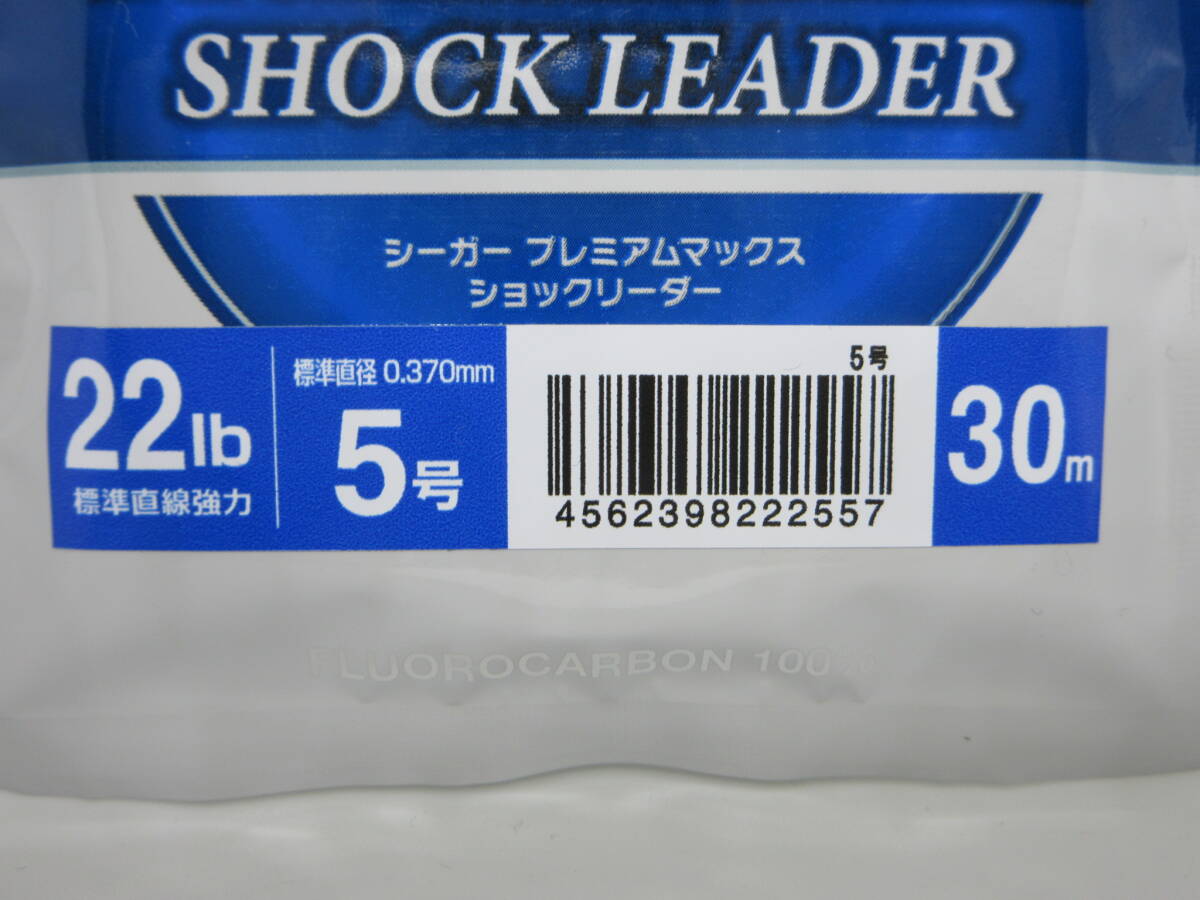 SHOCK LEADER
シーガー プレミアムマックス
ショックリーダー
22lb
標準直線強力
標準直径 0.370mm
5号
5号
4562398222557
30m
FLUOROCARBON 100%